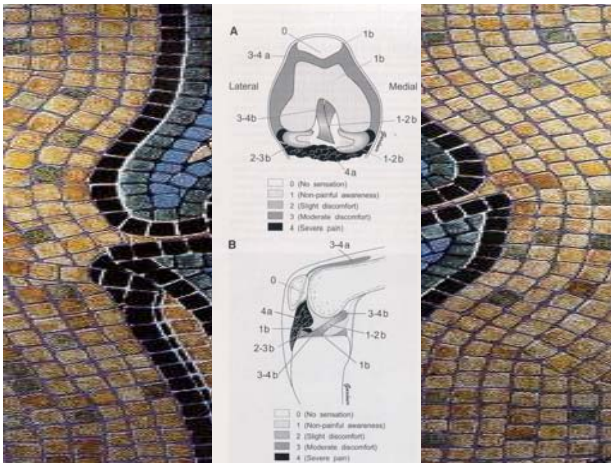 A
0
1b
3-4 a
1b
Lateral
Medial
3-4b
1-2b
2-3b
1-2b
4a
0 (No sensation)
1 (Non-painful awareness)
2 (Slight discomfort)
3 (Moderate discomfort)
4 (Severe pain)
B
3-4a
0
4a
3-4b
1b
1-2b
2-3b
1b
3-4b
0 (No sensation)
1 (Non-painful awareness)
2 (Slight discomfort)
3 (Moderate discomfort)
4 (Severe pain)